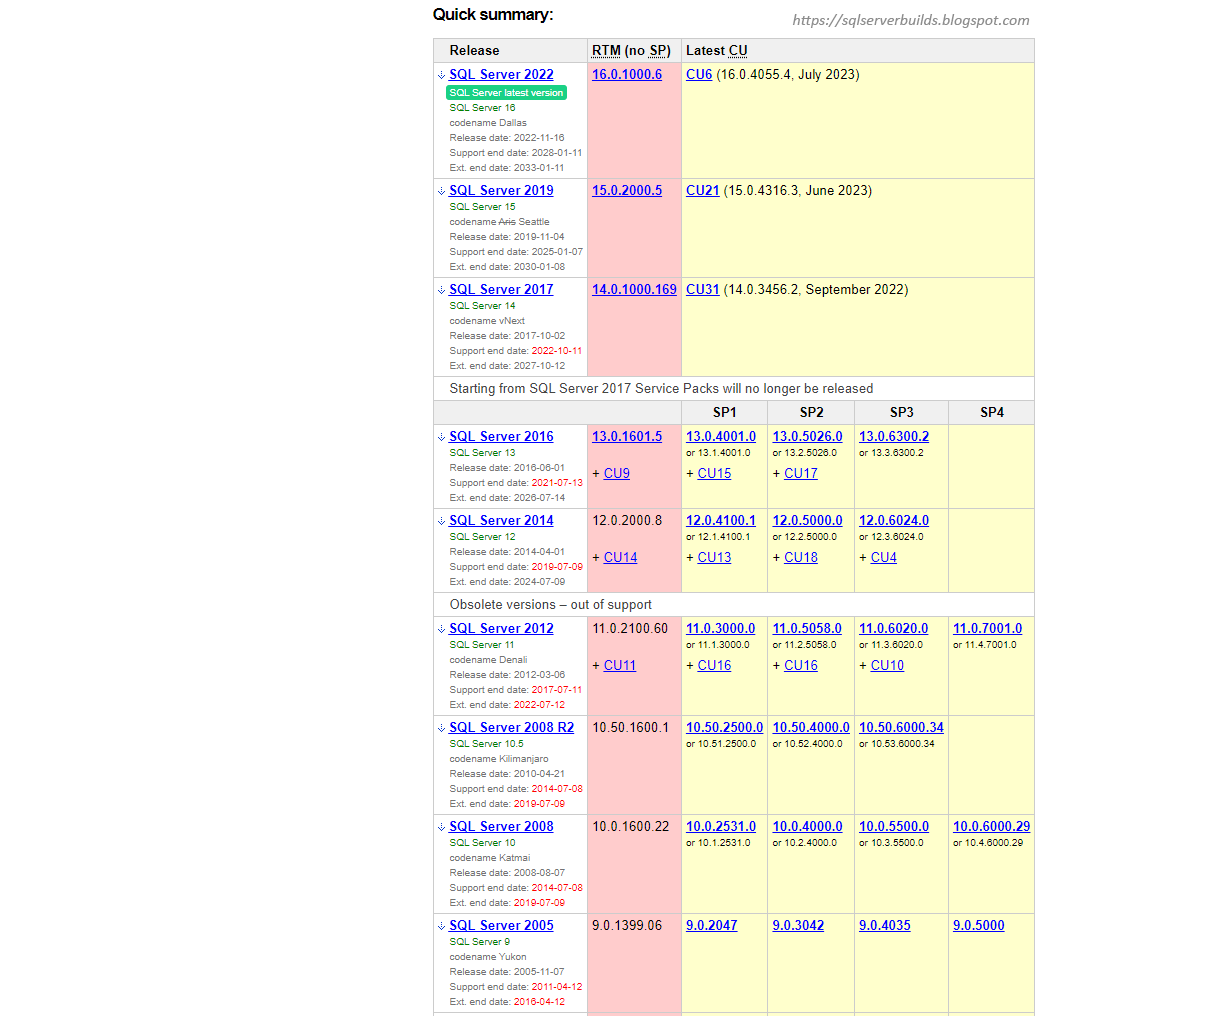 Quick summary:
https://sqlserverbuilds.blogspot.com
Release RTM (no SP) Latest CU
↓ SQL Server 2022 16.0.1000.6 CU6 (16.0.4055.4, July 2023)
SQL Server latest version
SQL Server 16
codename Dallas
Release date: 2022-11-16
Support end date: 2028-01-11
Ext. end date: 2033-01-11
↓ SQL Server 2019 15.0.2000.5 CU21 (15.0.4316.3, June 2023)
SQL Server 15
codename Aris Seattle
Release date: 2019-11-04
Support end date: 2025-01-07
Ext. end date: 2030-01-08
↓ SQL Server 2017 14.0.1000.169 CU31 (14.0.3456.2, September 2022)
SQL Server 14
codename vNext
Release date: 2017-10-02
Support end date: 2022-10-11
Ext. end date: 2027-10-12
Starting from SQL Server 2017 Service Packs will no longer be released
SP1 SP2 SP3 SP4
↓ SQL Server 2016 13.0.1601.5 13.0.4001.0 13.0.5026.0 13.0.6300.2
SQL Server 13 or 13.1.4001.0 or 13.2.5026.0 or 13.3.6300.2
Release date: 2016-06-01
+ CU9 + CU15 + CU17
Support end date: 2021-07-13
Ext. end date: 2026-07-14
↓ SQL Server 2014 12.0.2000.8 12.0.4100.1 12.0.5000.0 12.0.6024.0
SQL Server 12 or 12.1.4100.1 or 12.2.5000.0 or 12.3.6024.0
Release date: 2014-04-01
+ CU14 + CU13 + CU18 + CU4
Support end date: 2019-07-09
Ext. end date: 2024-07-09
Obsolete versions – out of support
↓ SQL Server 2012 11.0.2100.60 11.0.3000.0 11.0.5058.0 11.0.6020.0 11.0.7001.0
SQL Server 11 or 11.1.3000.0 or 11.2.5058.0 or 11.3.6020.0 or 11.4.7001.0
codename Denali
+ CU11 + CU16 + CU16 + CU10
Release date: 2012-03-06
Support end date: 2017-07-11
Ext. end date: 2022-07-12
↓ SQL Server 2008 R2 10.50.1600.1 10.50.2500.0 10.50.4000.0 10.50.6000.34
SQL Server 10.5 or 10.51.2500.0 or 10.52.4000.0 or 10.53.6000.34
codename Kilimanjaro
Release date: 2010-04-21
Support end date: 2014-07-08
Ext. end date: 2019-07-09
↓ SQL Server 2008 10.0.1600.22 10.0.2531.0 10.0.4000.0 10.0.5500.0 10.0.6000.29
SQL Server 10 or 10.1.2531.0 or 10.2.4000.0 or 10.3.5500.0 or 10.4.6000.29
codename Katmai
Release date: 2008-08-07
Support end date: 2014-07-08
Ext. end date: 2019-07-09
↓ SQL Server 2005 9.0.1399.06 9.0.2047 9.0.3042 9.0.4035 9.0.5000
SQL Server 9
codename Yukon
Release date: 2005-11-07
Support end date: 2011-04-12
Ext. end date: 2016-04-12